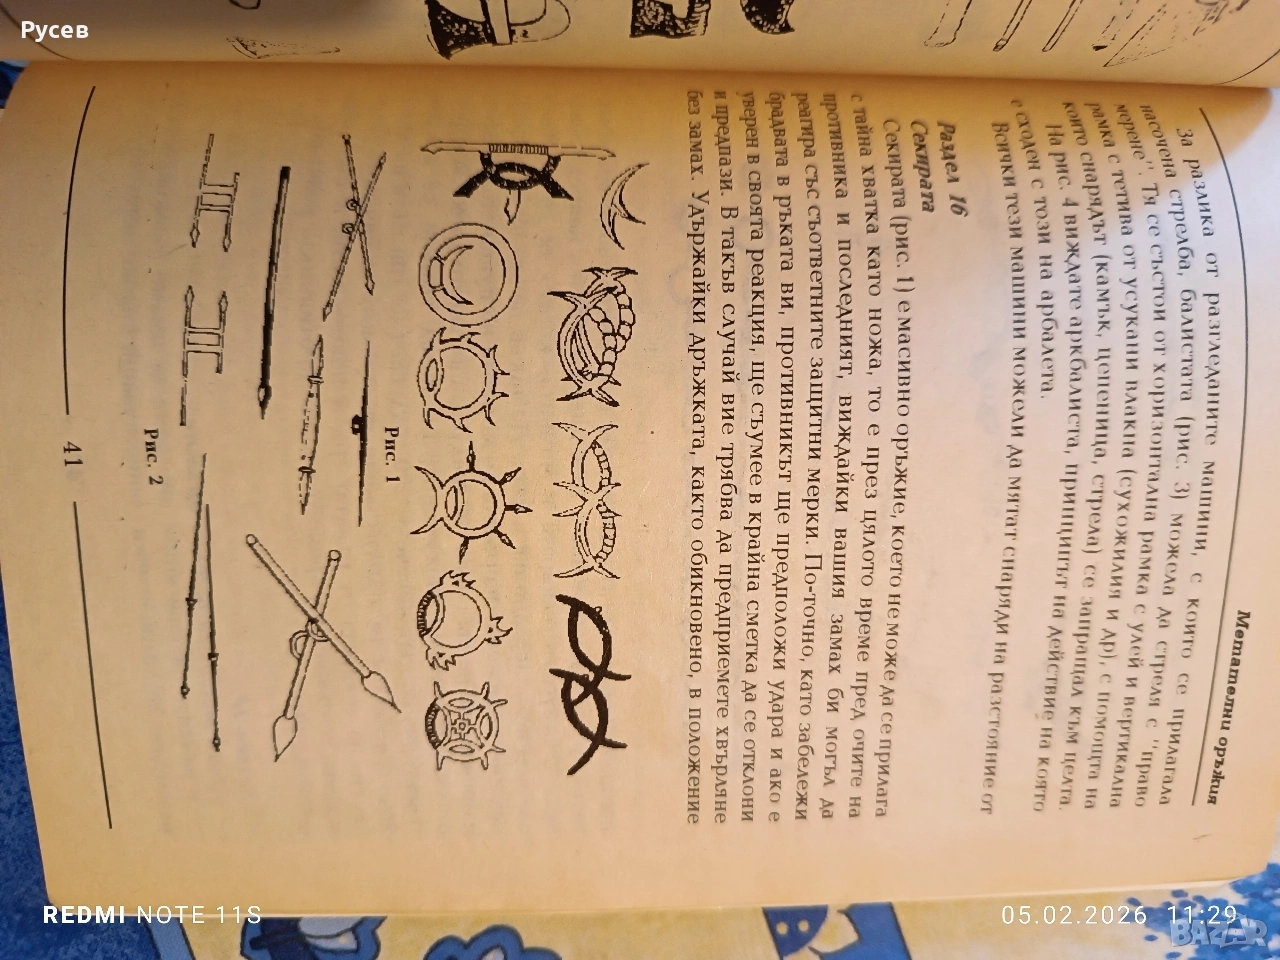 Русев
Метателни оръжия
За разлика от разгледаните машини, с които се прилагала
насочена стрелба, балистата (рис. 3) можела да стреля с "право
мерене". Тя се състои от хоризонтална рамка с улей и вертикална
рамка с тетива от усукани влакна (сухожилия и др), с помощта на
които снарядът (камък, цепеница, стрела) се запращал към целта.
На рис. 4 виждате аркбалиста, принципът на действие на която
е сходен с този на арбалета.
Всички тези машини можели да мятат снаряди на разстояние от
Раздел 16
Секирата
Секирата (рис. 1) е масивно оръжие, което не може да се прилага
с тайна хватка като ножа, то е през цялото време пред очите на
противника и последният, виждайки вашия замах би могъл да
реагира със съответните защитни мерки. По-точно, като забележи
брадвата в ръката ви, противникът ще предположи удара и ако е
уверен в своята реакция, ще съумее в крайна сметка да се отклони
и предпази. В такъв случай вие трябва да предприемете хвърляне
без замах. Удържайки дръжката, както обикновено, в положение
Рис. 1
Рис. 2
41
REDMI NOTE 11S
05.02.2026 11:29
BAZAR